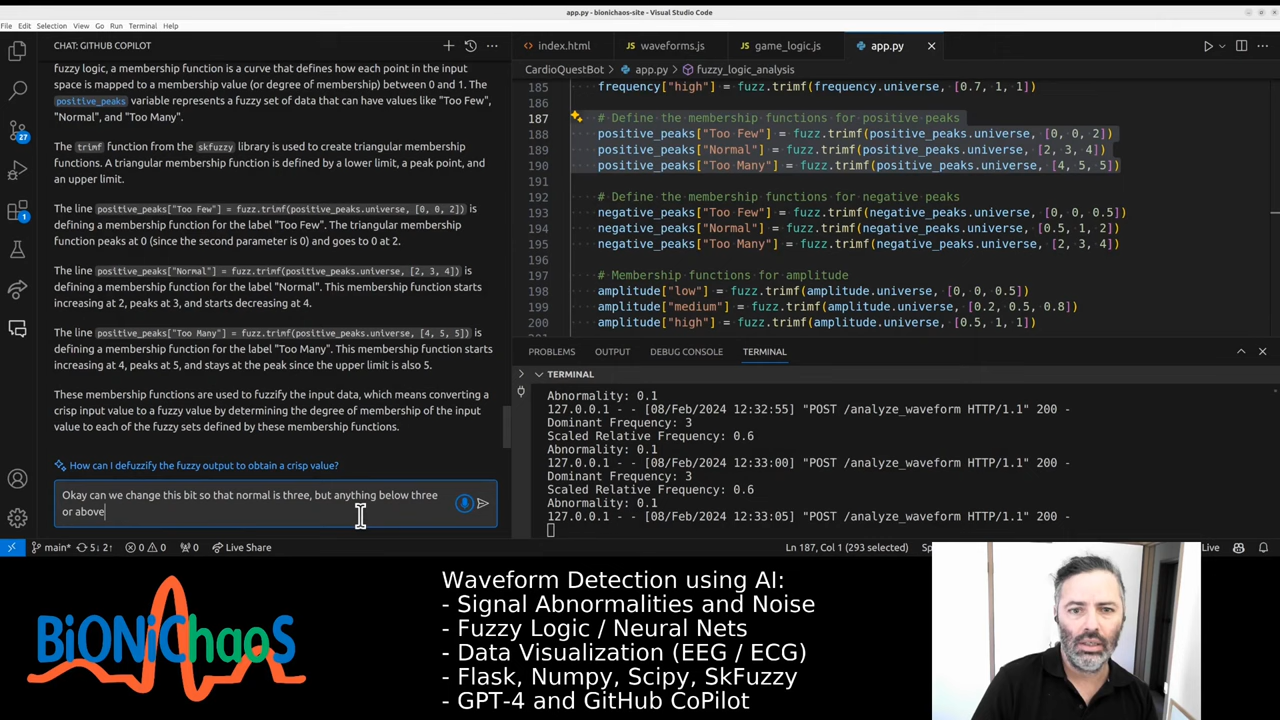 app.py - bionichaos-site - Visual Studio Code
File Edit Selection View Go Run Terminal Help
CHAT: GITHUB COPILOT
fuzzy logic, a membership function is a curve that defines how each point in the input
space is mapped to a membership value (or degree of membership) between 0 and 1. The
positive_peaks variable represents a fuzzy set of data that can have values like "Too Few",
"Normal", and "Too Many".
The trimf function from the skfuzzy library is used to create triangular membership
functions. A triangular membership function is defined by a lower limit, a peak point, and
an upper limit.
The line positive_peaks["Too Few"] = fuzz.trimf(positive_peaks.universe, [0, 0, 2]) is
defining a membership function for the label "Too Few". The triangular membership
function peaks at 0 (since the second parameter is 0) and goes to 0 at 2.
The line positive_peaks["Normal"] = fuzz.trimf(positive_peaks.universe, [2, 3, 4]) is
defining a membership function for the label "Normal". This membership function starts
increasing at 2, peaks at 3, and starts decreasing at 4.
The line positive_peaks["Too Many"] = fuzz.trimf(positive_peaks.universe, [4, 5, 5]) is
defining a membership function for the label "Too Many". This membership function starts
increasing at 4, peaks at 5, and stays at the peak since the upper limit is also 5.
These membership functions are used to fuzzify the input data, which means converting a
crisp input value to a fuzzy value by determining the degree of membership of the input
value to each of the fuzzy sets defined by these membership functions.
How can I defuzzify the fuzzy output to obtain a crisp value?
Okay can we change this bit so that normal is three, but anything below three
or above
27
1
index.html waveforms.js game_logic.js app.py
CardioQuestBot > app.py > fuzzy_logic_analysis
185 frequency["high"] = fuzz.trimf(frequency.universe, [0.7, 1, 1])
186
187 # Define the membership functions for positive peaks
188 positive_peaks["Too Few"] = fuzz.trimf(positive_peaks.universe, [0, 0, 2])
189 positive_peaks["Normal"] = fuzz.trimf(positive_peaks.universe, [2, 3, 4])
190 positive_peaks["Too Many"] = fuzz.trimf(positive_peaks.universe, [4, 5, 5])
191
192 # Define the membership functions for negative peaks
193 negative_peaks["Too Few"] = fuzz.trimf(negative_peaks.universe, [0, 0, 0.5])
194 negative_peaks["Normal"] = fuzz.trimf(negative_peaks.universe, [0.5, 1, 2])
195 negative_peaks["Too Many"] = fuzz.trimf(negative_peaks.universe, [2, 3, 4])
196
197 # Membership functions for amplitude
198 amplitude["low"] = fuzz.trimf(amplitude.universe, [0, 0, 0.5])
199 amplitude["medium"] = fuzz.trimf(amplitude.universe, [0.2, 0.5, 0.8])
200 amplitude["high"] = fuzz.trimf(amplitude.universe, [0.5, 1, 1])
PROBLEMS OUTPUT DEBUG CONSOLE TERMINAL
TERMINAL
Abnormality: 0.1
127.0.0.1 - - [08/Feb/2024 12:32:55] "POST /analyze_waveform HTTP/1.1" 200 -
Dominant Frequency: 3
Scaled Relative Frequency: 0.6
Abnormality: 0.1
127.0.0.1 - - [08/Feb/2024 12:33:00] "POST /analyze_waveform HTTP/1.1" 200 -
Dominant Frequency: 3
Scaled Relative Frequency: 0.6
Abnormality: 0.1
127.0.0.1 - - [08/Feb/2024 12:33:05] "POST /analyze_waveform HTTP/1.1" 200 -
main* 5↓ 2↑ 0 0 0 Live Share Ln 187, Col 1 (293 selected) Live
BiONiChaoS
Waveform Detection using AI:
- Signal Abnormalities and Noise
- Fuzzy Logic / Neural Nets
- Data Visualization (EEG / ECG)
- Flask, Numpy, Scipy, SkFuzzy
- GPT-4 and GitHub CoPilot